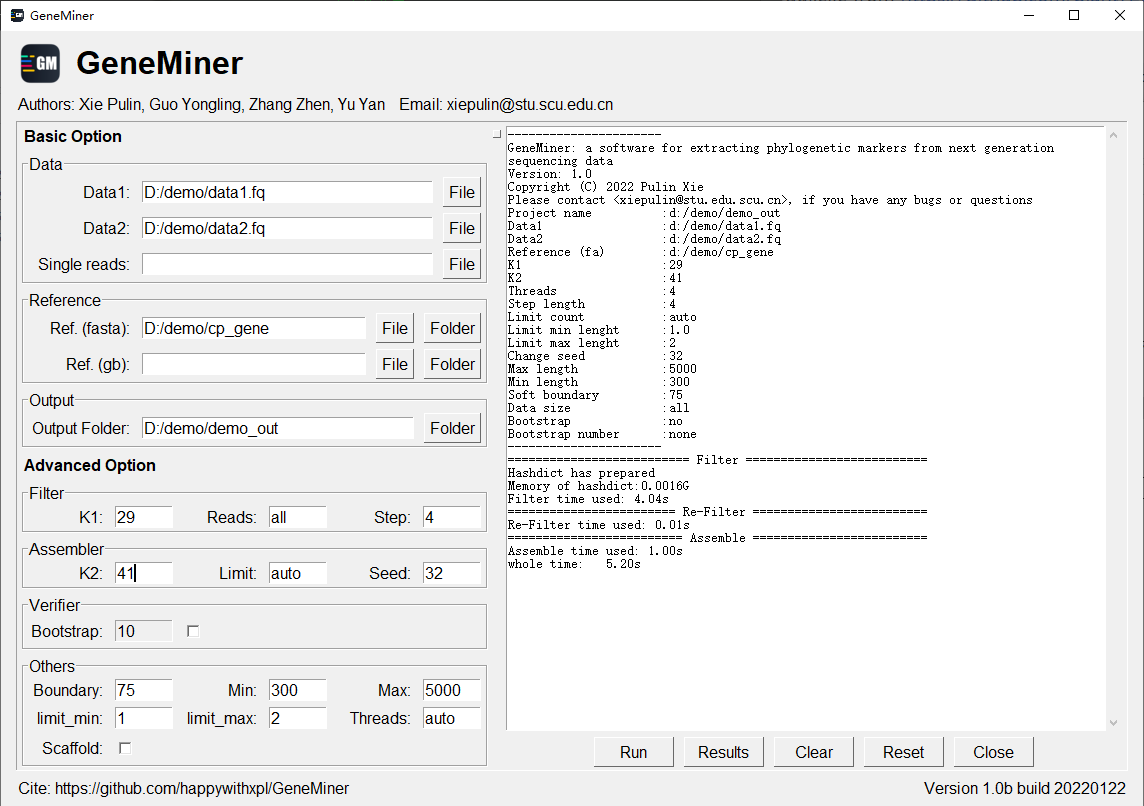 GeneMiner
GM GeneMiner
Authors: Xie Pulin, Guo Yongling, Zhang Zhen, Yu Yan Email: xiepulin@stu.scu.edu.cn
Basic Option
Data
Data1: D:/demo/data1.fq File
Data2: D:/demo/data2.fq File
Single reads: File
Reference
Ref. (fasta): D:/demo/cp_gene File Folder
Ref. (gb): File Folder
Output
Output Folder: D:/demo/demo_out Folder
Advanced Option
Filter
K1: 29 Reads: all Step: 4
Assembler
K2: 41 Limit: auto Seed: 32
Verifier
Bootstrap: 10
Others
Boundary: 75 Min: 300 Max: 5000
limit_min: 1 limit_max: 2 Threads: auto
Scaffold:
----------------------
GeneMiner: a software for extracting phylogenetic markers from next generation
sequencing data
Version: 1.0
Copyright (C) 2022 Pulin Xie
Please contact <xiepulin@stu.edu.scu.cn>, if you have any bugs or questions
Project name :d:/demo/demo_out
Data1 :d:/demo/data1.fq
Data2 :d:/demo/data2.fq
Reference (fa) :d:/demo/cp_gene
K1 :29
K2 :41
Threads :4
Step length :4
Limit count :auto
Limit min lenght :1.0
Limit max lenght :2
Change seed :32
Max length :5000
Min length :300
Soft boundary :75
Data size :all
Bootstrap :no
Bootstrap number :none
----------------------
========================== Filter ==========================
Hashdict has prepared
Memory of hashdict:0.0016G
Filter time used: 4.04s
======================== Re-Filter =========================
Re-Filter time used: 0.01s
========================= Assemble =========================
Assemble time used: 1.00s
whole time: 5.20s
Run Results Clear Reset Close
Cite: https://github.com/happywithxpl/GeneMiner Version 1.0b build 20220122